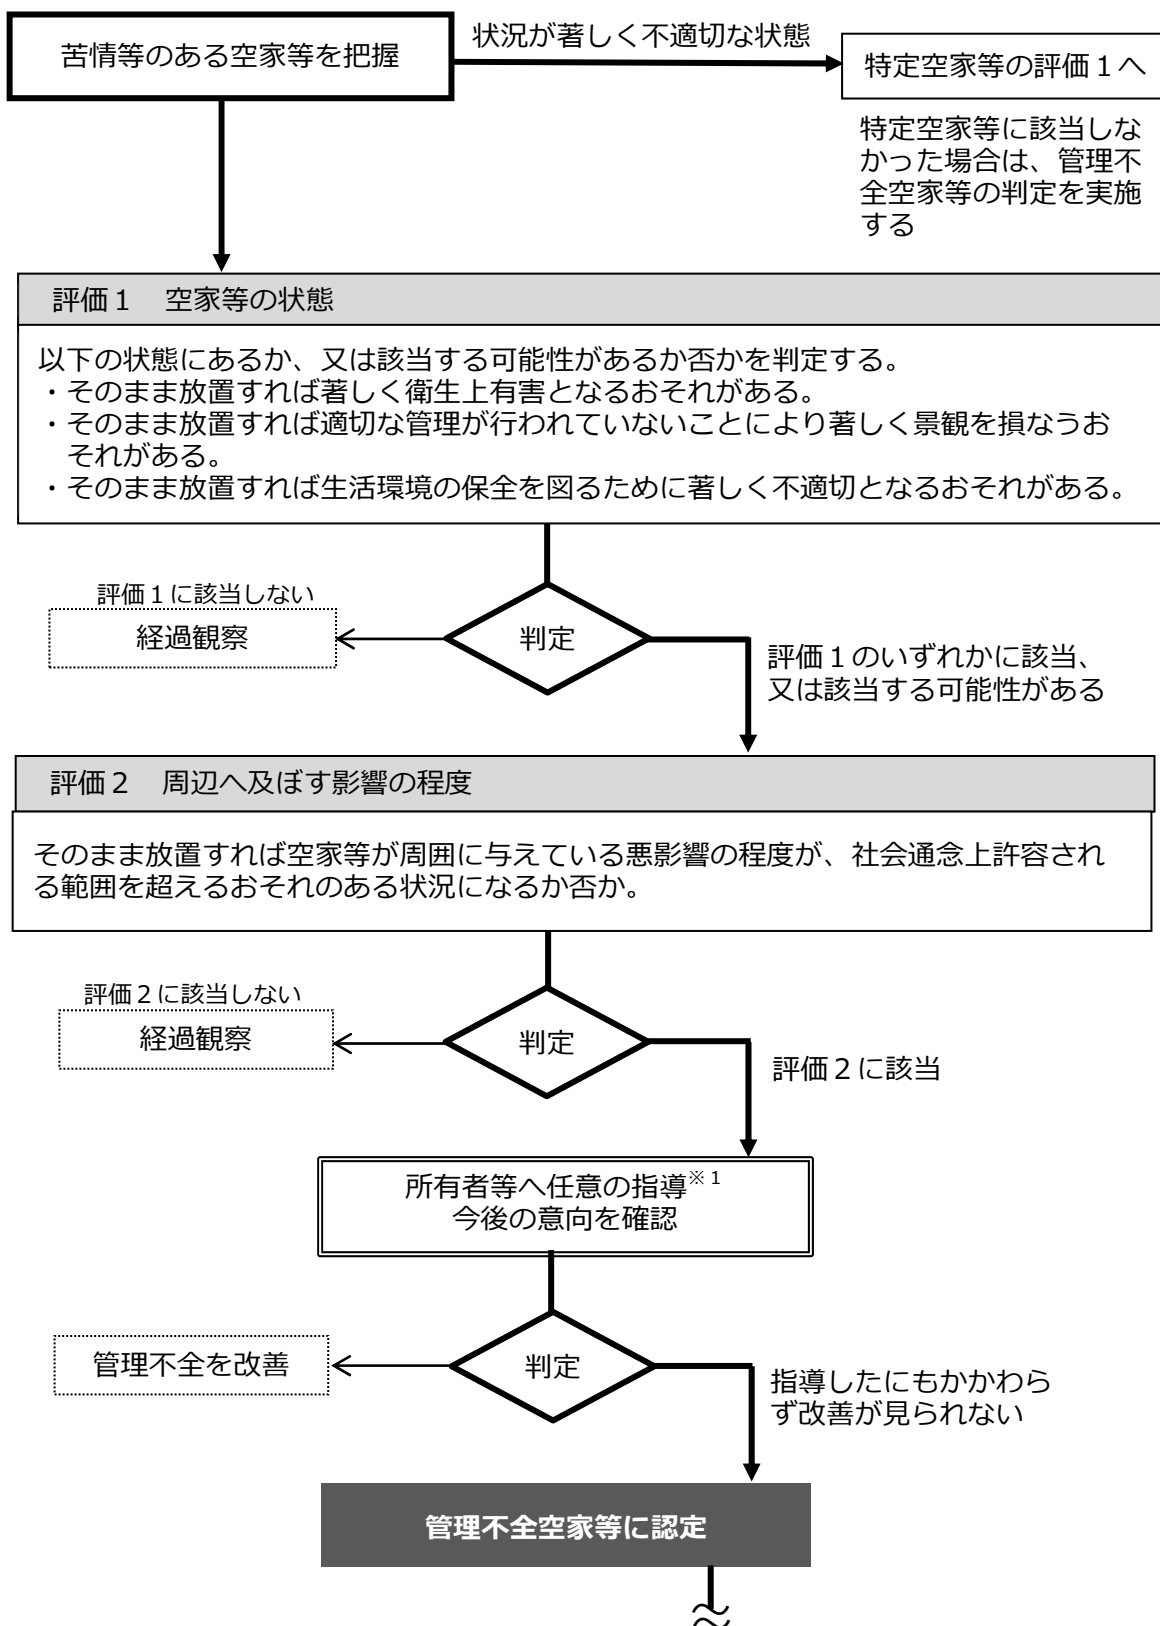 苦情等のある空家等を把握
状況が著しく不適切な状態
特定空家等の評価１へ
特定空家等に該当しな
かった場合は、管理不
全空家等の判定を実施
する
評価１　空家等の状態
以下の状態にあるか、又は該当する可能性があるか否かを判定する。
・そのまま放置すれば著しく衛生上有害となるおそれがある。
・そのまま放置すれば適切な管理が行われていないことにより著しく景観を損なうお
それがある。
・そのまま放置すれば生活環境の保全を図るために著しく不適切となるおそれがある。
評価１に該当しない
経過観察
判定
評価１のいずれかに該当、
又は該当する可能性がある
評価２　周辺へ及ぼす影響の程度
そのまま放置すれば空家等が周囲に与えている悪影響の程度が、社会通念上許容され
る範囲を超えるおそれのある状況になるか否か。
評価２に該当しない
経過観察
判定
評価２に該当
所有者等へ任意の指導※１
今後の意向を確認
管理不全を改善
判定
指導したにもかかわら
ず改善が見られない
管理不全空家等に認定